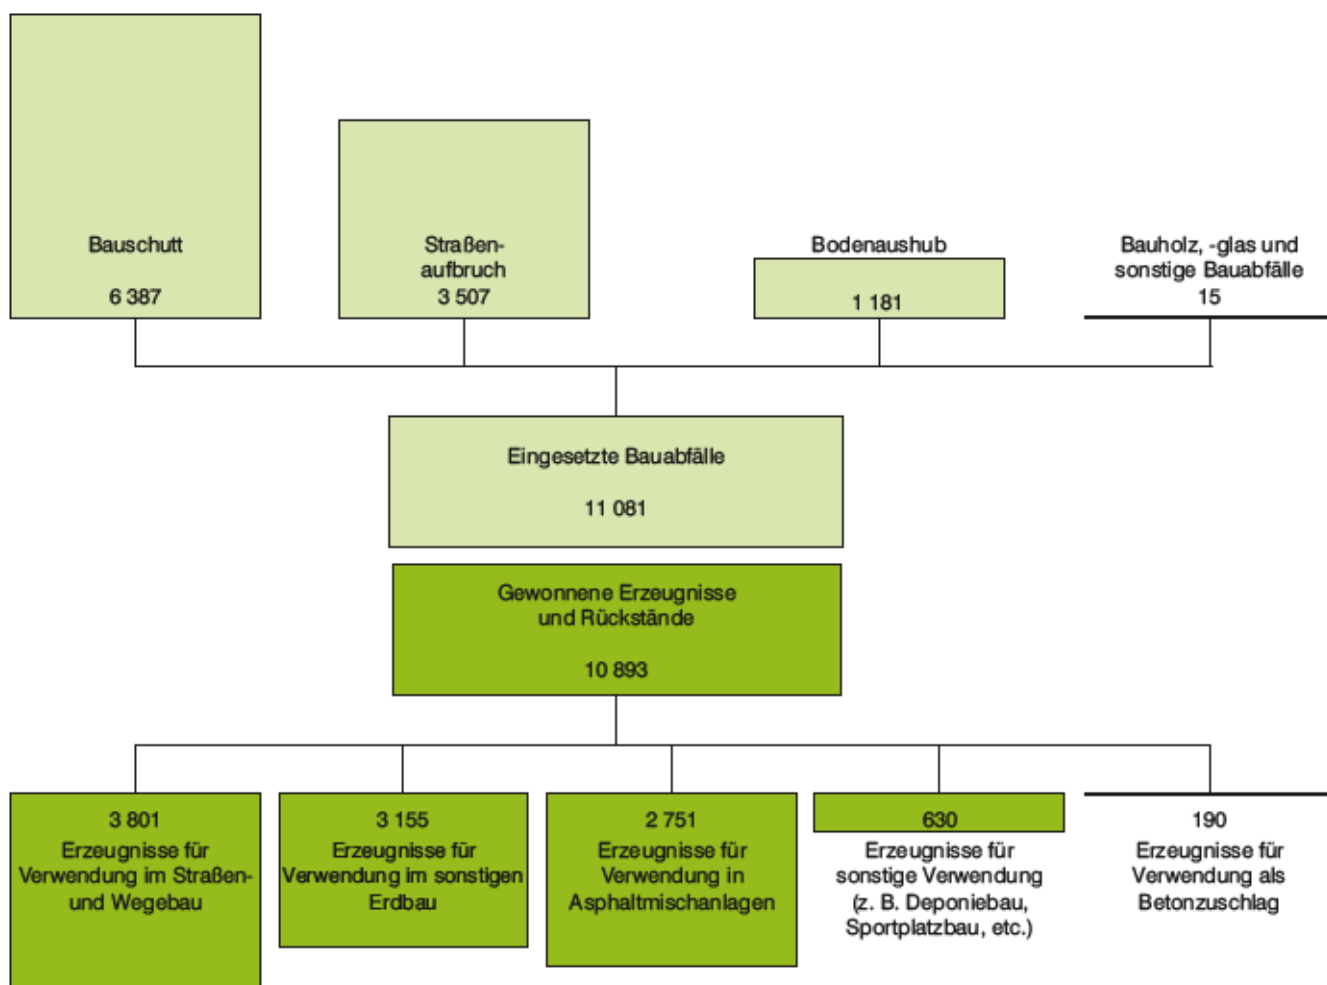 Bauschutt
6 387
Straßen-
aufbruch
3 507
Bodenaushub
1 181
Bauholz, -glas und
sonstige Bauabfälle
15
Eingesetzte Bauabfälle
11 081
Gewonnene Erzeugnisse
und Rückstände
10 893
3 801
Erzeugnisse für
Verwendung im Straßen-
und Wegebau
3 155
Erzeugnisse für
Verwendung im sonstigen
Erdbau
2 751
Erzeugnisse für
Verwendung in
Asphaltmischanlagen
630
Erzeugnisse für
sonstige Verwendung
(z. B. Deponiebau,
Sportplatzbau, etc.)
190
Erzeugnisse für
Verwendung als
Betonzuschlag